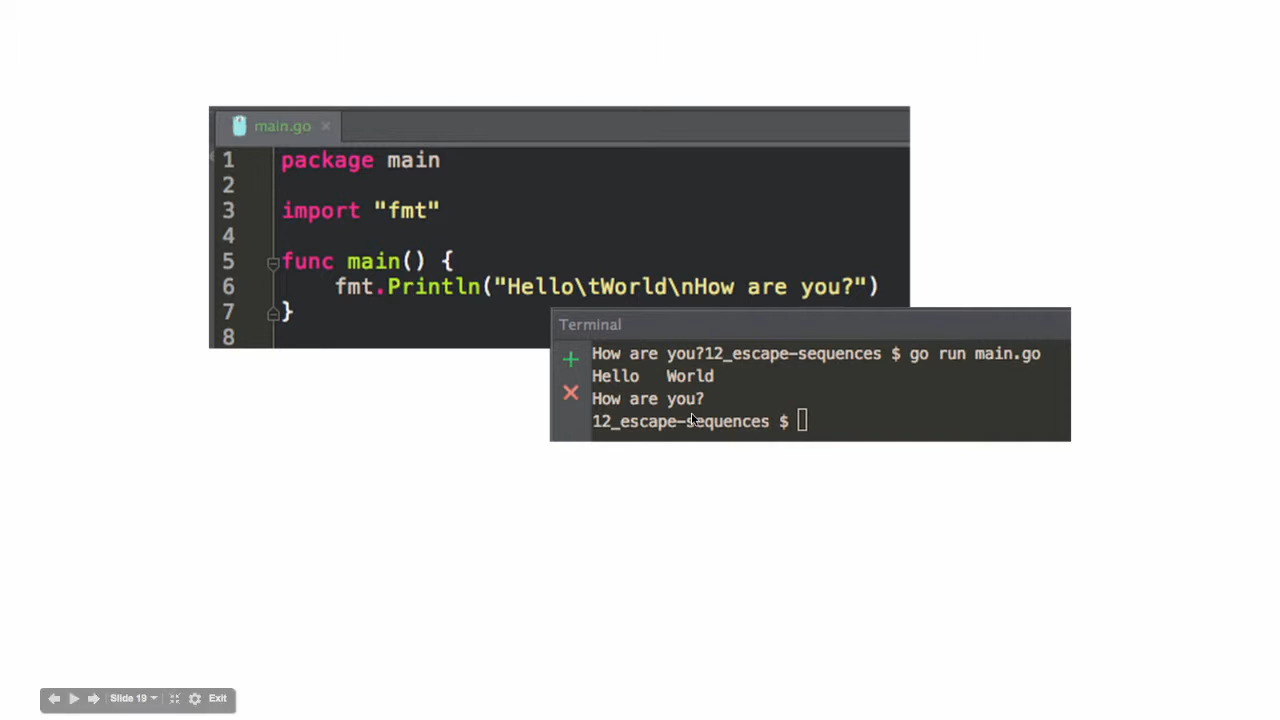 main.go
1 package main
2
3 import "fmt"
4
5 func main() {
6 fmt.Println("Hello\tWorld\nHow are you?")
7 }
8
Terminal
How are you?12_escape-sequences $ go run main.go
Hello World
How are you?
12_escape-sequences $
Slide 19 Exit